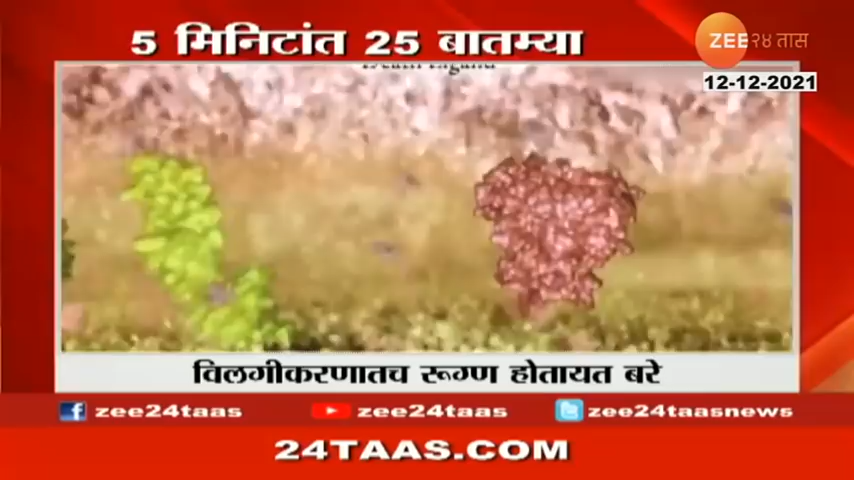 5 मिनिटांत 25 बातम्या
ZEE २४ तास
12-12-2021
विलगीकरणातच रूग्ण होतायत बरे
zee24taas zee24taas zee24taasnews
24TAAS.COM